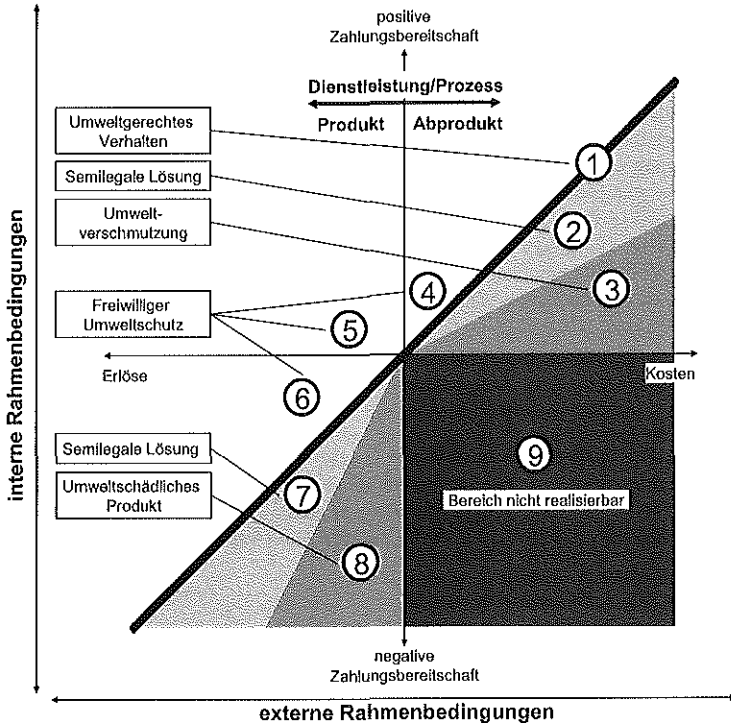 positive
Zahlungsbereitschaft
Dienstleistung/Prozess
Produkt
Abprodukt
Umweltgerechtes
Verhalten
1
Semilegale Lösung
2
Umwelt-
verschmutzung
3
4
Freiwilliger
Umweltschutz
5
Erlöse
Kosten
6
Semilegale Lösung
7
Umweltschädliches
Produkt
8
9
Bereich nicht realisierbar
negative
Zahlungsbereitschaft
interne Rahmenbedingungen
externe Rahmenbedingungen